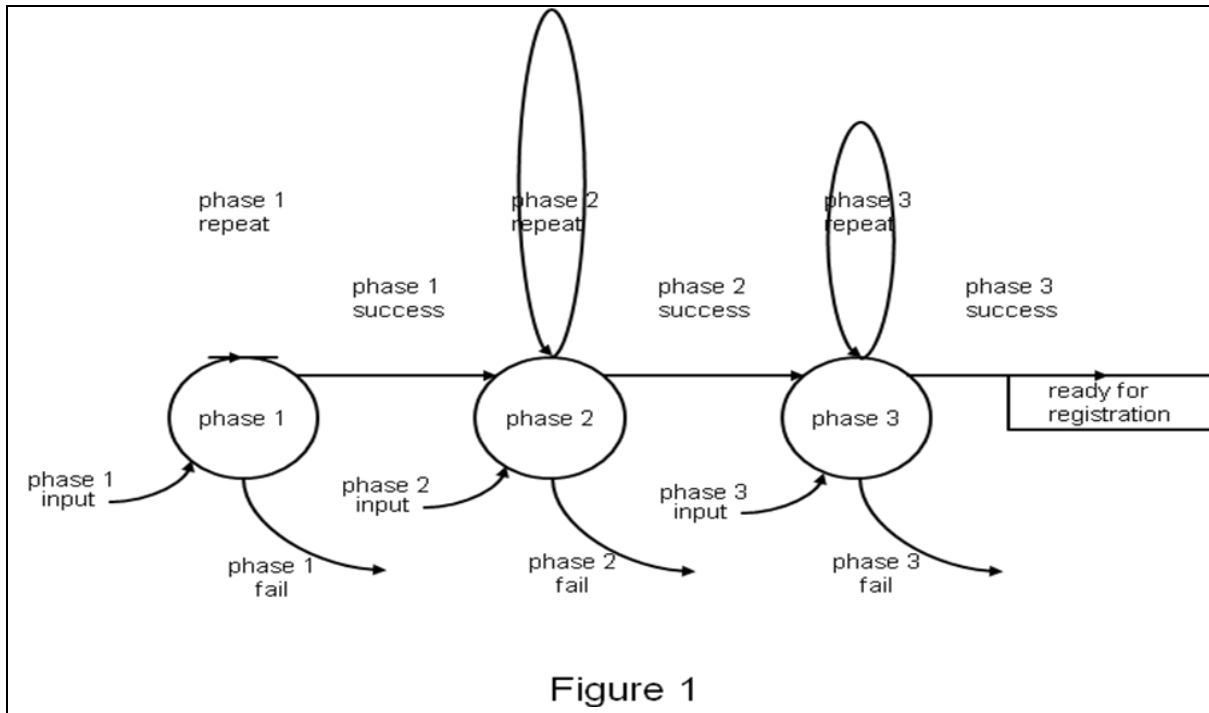 phase 1
repeat
phase 2
repeat
phase 3
repeat
phase 1
success
phase 2
success
phase 3
success
phase 1
phase 2
phase 3
ready for
registration
phase 1
input
phase 2
input
phase 3
input
phase 1
fail
phase 2
fail
phase 3
fail
Figure 1